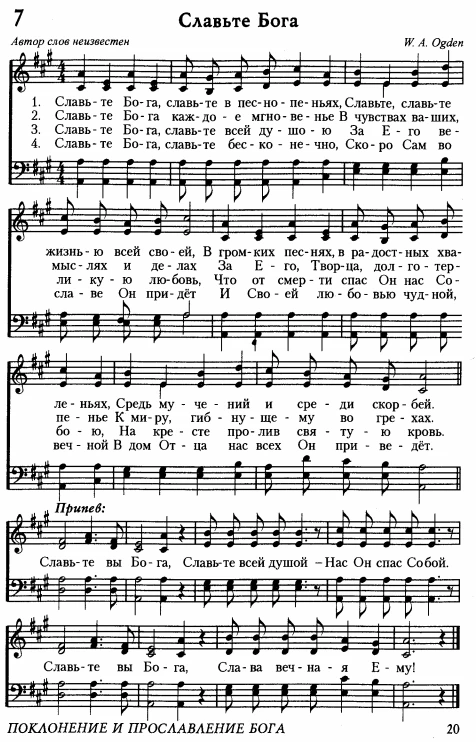 7
Славьте Бога
Автор слов неизвестен W. A. Ogden
1. Славь- те Бо- га, славь- те в пес- но- пе- ньях, Славьте, славьте
2. Славь- те Бо- га каж- до- е мгно- ве- нье В чувствах ваших,
3. Славь- те Бо- га, славь- те всей ду- шо- ю За Е- го ве-
4. Славь- те Бо- га, славь- те бес- ко- неч- но, Ско- ро Сам во
жизнь- ю всей сво- ей, В гром- ких пес- нях, в ра- дост- ных хва-
мыс- лях и де- лах За Е- го, Твор- ца, дол- го- тер-
ли- ку- ю лю- бовь, Что от смер- ти спас Он нас Со-
сла- ве Он при- дёт И Сво- ей лю- бо- вью чуд- ной,
ле- ньях, Средь му- че- ний и сре- ди скор- бей.
пе- нье К ми- ру, гиб- ну- ще- му во гре- хах.
бо- ю, На кре- сте про- лив свя- ту- ю кровь.
веч- ной В дом От- ца нас всех Он при- ве- дёт.
Припев:
Славь- те вы Бо- га, Славь- те всей душой – Нас Он спас Собой.
Славь- те вы Бо- га, Сла- ва веч- на- я Е- му!
ПОКЛОНЕНИЕ И ПРОСЛАВЛЕНИЕ БОГА 20